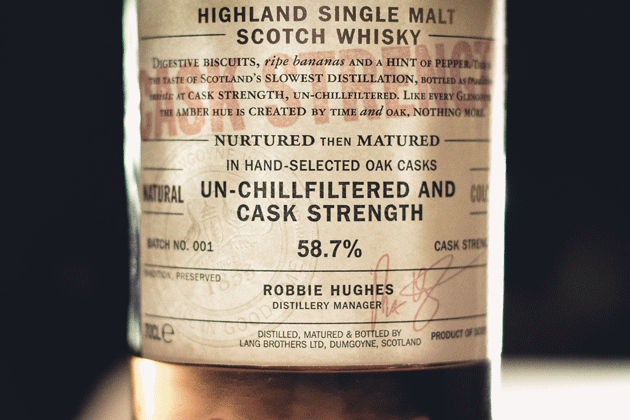 HIGHLAND SINGLE MALT
SCOTCH WHISKY
DIGESTIVE BISCUITS, ripe bananas AND A HINT OF PEPPER.
THE TASTE OF SCOTLAND'S SLOWEST DISTILLATION, BOTTLED AS
AT CASK STRENGTH, UN-CHILLFILTERED. LIKE EVERY
THE AMBER HUE IS CREATED BY TIME and OAK, NOTHING MORE.
CASK STRENGTH
NURTURED THEN MATURED
IN HAND-SELECTED OAK CASKS
NATURAL
UN-CHILLFILTERED AND
CASK STRENGTH
BATCH NO. 001
58.7%
CASK STRENG
TRADITION, PRESERVED
ROBBIE HUGHES
DISTILLERY MANAGER
70CL e
DISTILLED, MATURED & BOTTLED BY
LANG BROTHERS LTD, DUMGOYNE, SCOTLAND
PRODUCT OF